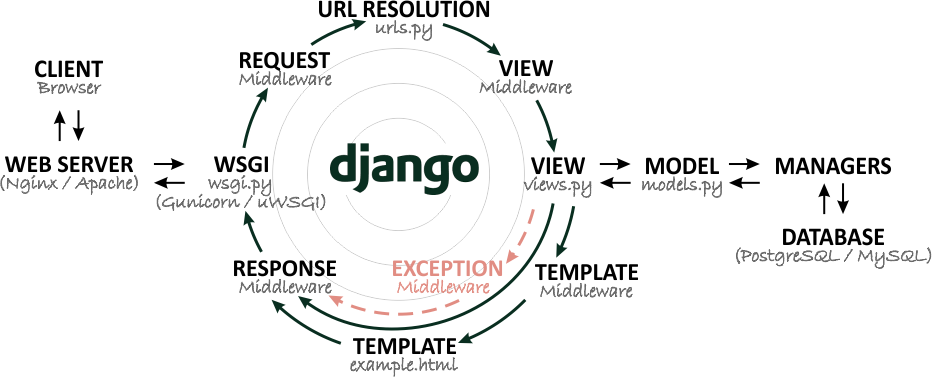 URL RESOLUTION
urls.py
REQUEST
Middleware
VIEW
Middleware
CLIENT
Browser
WEB SERVER
(Nginx / Apache)
WSGI
wsgi.py
(Gunicorn / uWSGI)
django
VIEW
views.py
MODEL
models.py
MANAGERS
DATABASE
(PostgreSQL / MySQL)
RESPONSE
Middleware
EXCEPTION
Middleware
TEMPLATE
Middleware
TEMPLATE
example.html